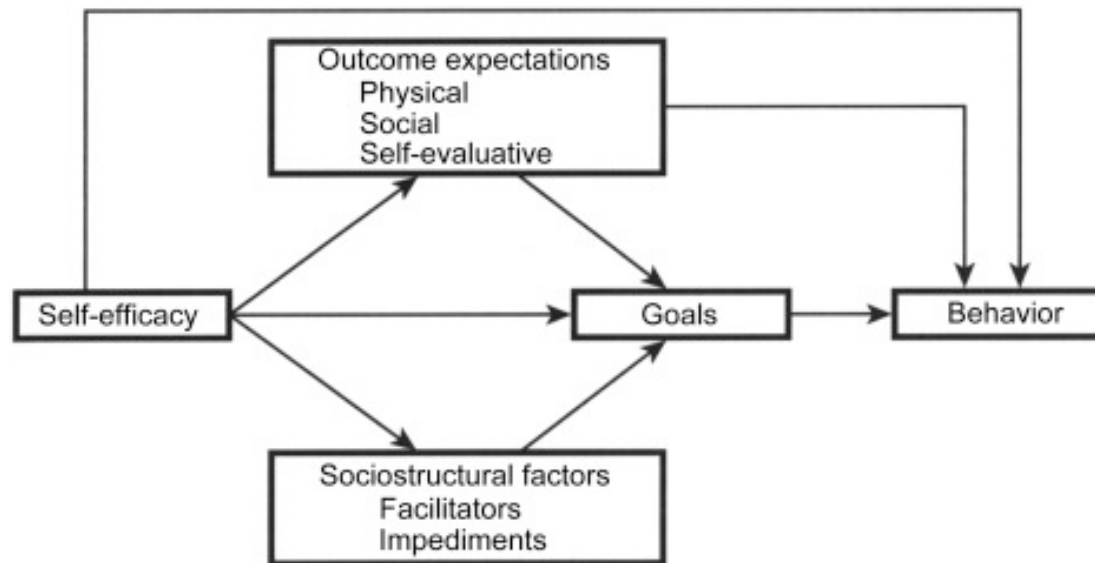 Outcome expectations
Physical
Social
Self-evaluative
Self-efficacy
Goals
Behavior
Sociostructural factors
Facilitators
Impediments